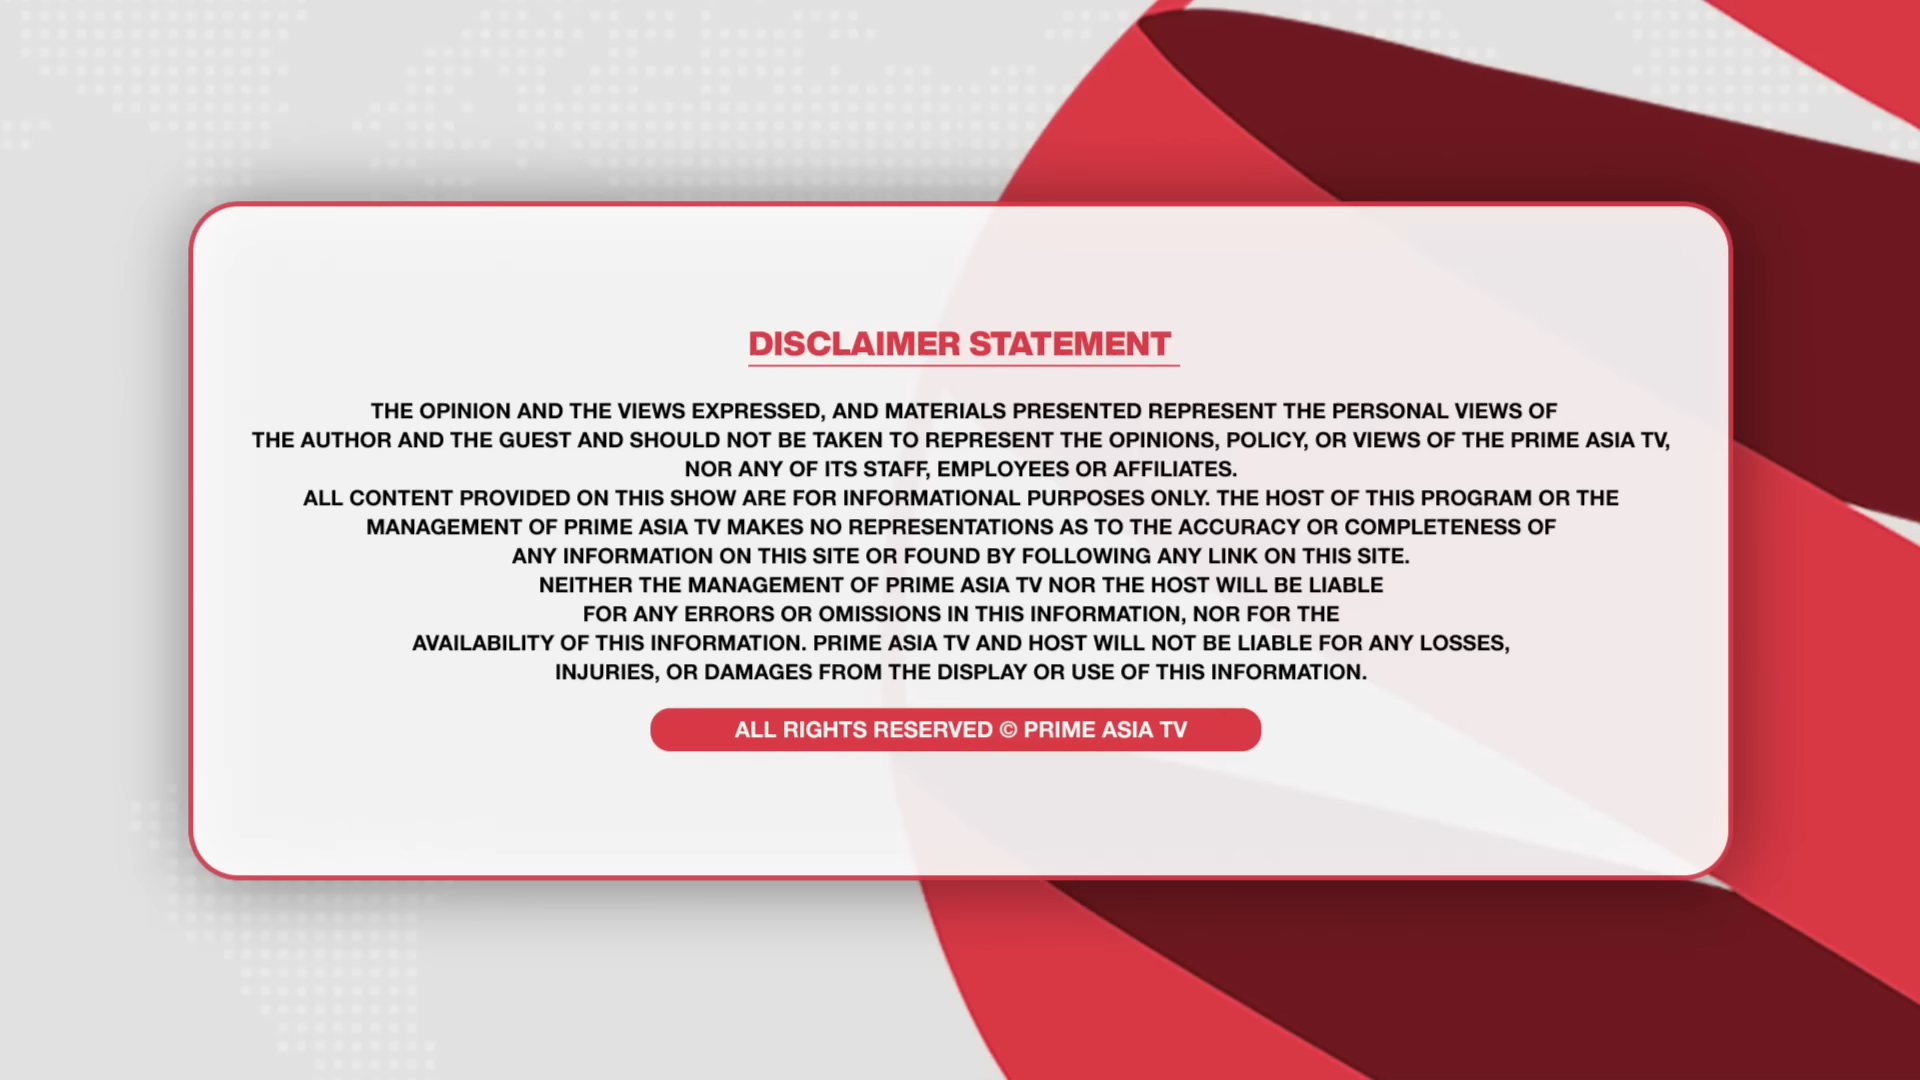 DISCLAIMER STATEMENT
THE OPINION AND THE VIEWS EXPRESSED, AND MATERIALS PRESENTED REPRESENT THE PERSONAL VIEWS OF
THE AUTHOR AND THE GUEST AND SHOULD NOT BE TAKEN TO REPRESENT THE OPINIONS, POLICY, OR VIEWS OF THE PRIME ASIA TV,
NOR ANY OF ITS STAFF, EMPLOYEES OR AFFILIATES.
ALL CONTENT PROVIDED ON THIS SHOW ARE FOR INFORMATIONAL PURPOSES ONLY. THE HOST OF THIS PROGRAM OR THE
MANAGEMENT OF PRIME ASIA TV MAKES NO REPRESENTATIONS AS TO THE ACCURACY OR COMPLETENESS OF
ANY INFORMATION ON THIS SITE OR FOUND BY FOLLOWING ANY LINK ON THIS SITE.
NEITHER THE MANAGEMENT OF PRIME ASIA TV NOR THE HOST WILL BE LIABLE
FOR ANY ERRORS OR OMISSIONS IN THIS INFORMATION, NOR FOR THE
AVAILABILITY OF THIS INFORMATION. PRIME ASIA TV AND HOST WILL NOT BE LIABLE FOR ANY LOSSES,
INJURIES, OR DAMAGES FROM THE DISPLAY OR USE OF THIS INFORMATION.
ALL RIGHTS RESERVED © PRIME ASIA TV